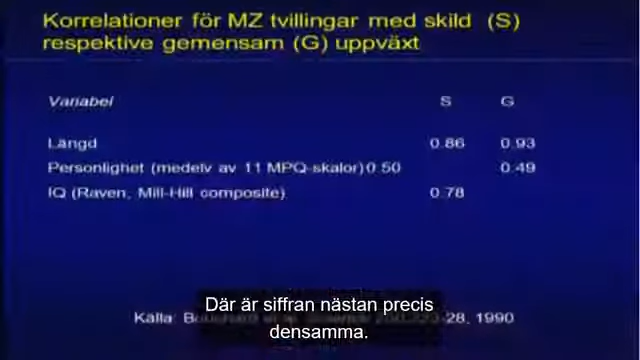 Korrelationer för MZ tvillingar med skild (S)
respektive gemensam (G) uppväxt
Variabel S G
Längd 0.86 0.93
Personlighet (medelv av 11 MPQ-skalor) 0.50 0.49
IQ (Raven, Mill-Hill composite) 0.78
Där är siffran nästan precis
densamma.
Källa: 28, 1990